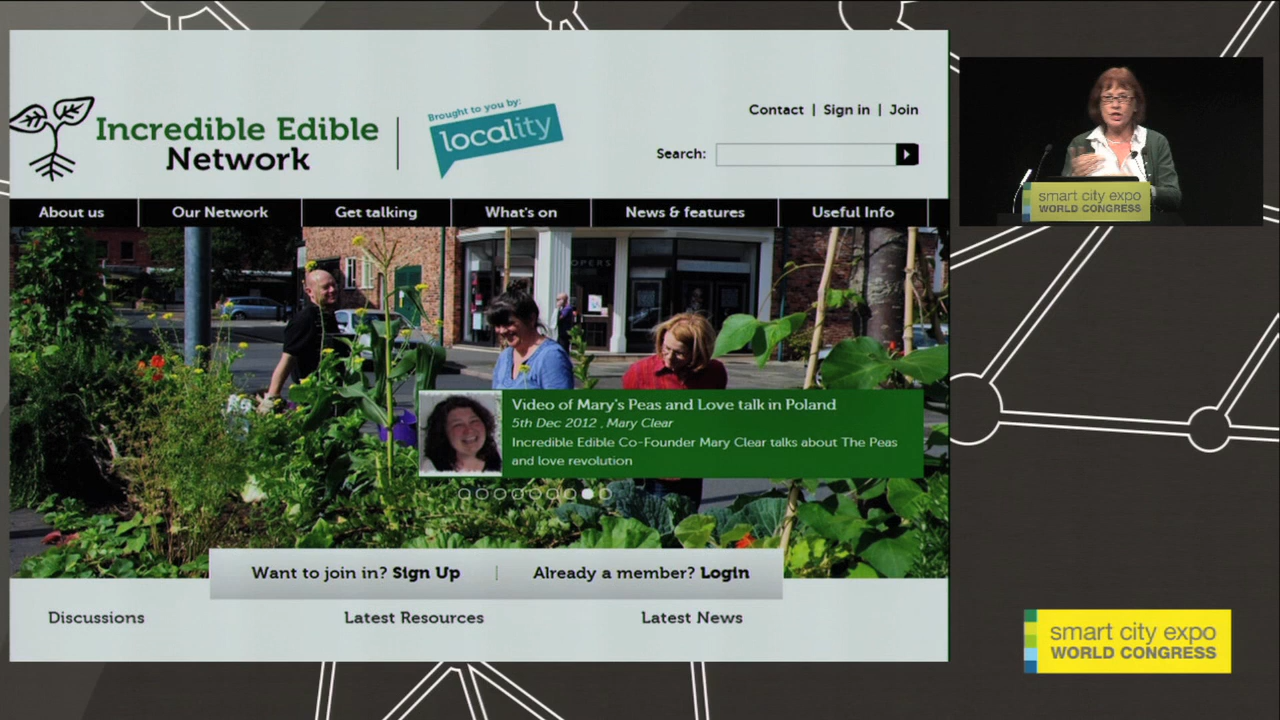 Incredible Edible
Network
Brought to you by:
locality
Contact | Sign in | Join
Search:
About us
Our Network
Get talking
What's on
News & features
Useful Info
OPERS
Video of Mary's Peas and Love talk in Poland
5th Dec 2012 , Mary Clear
Incredible Edible Co-Founder Mary Clear talks about The Peas
and love revolution
Want to join in? Sign Up | Already a member? Login
Discussions
Latest Resources
Latest News
smart city expo
WORLD CONGRESS
smart city expo
WORLD CONGRESS